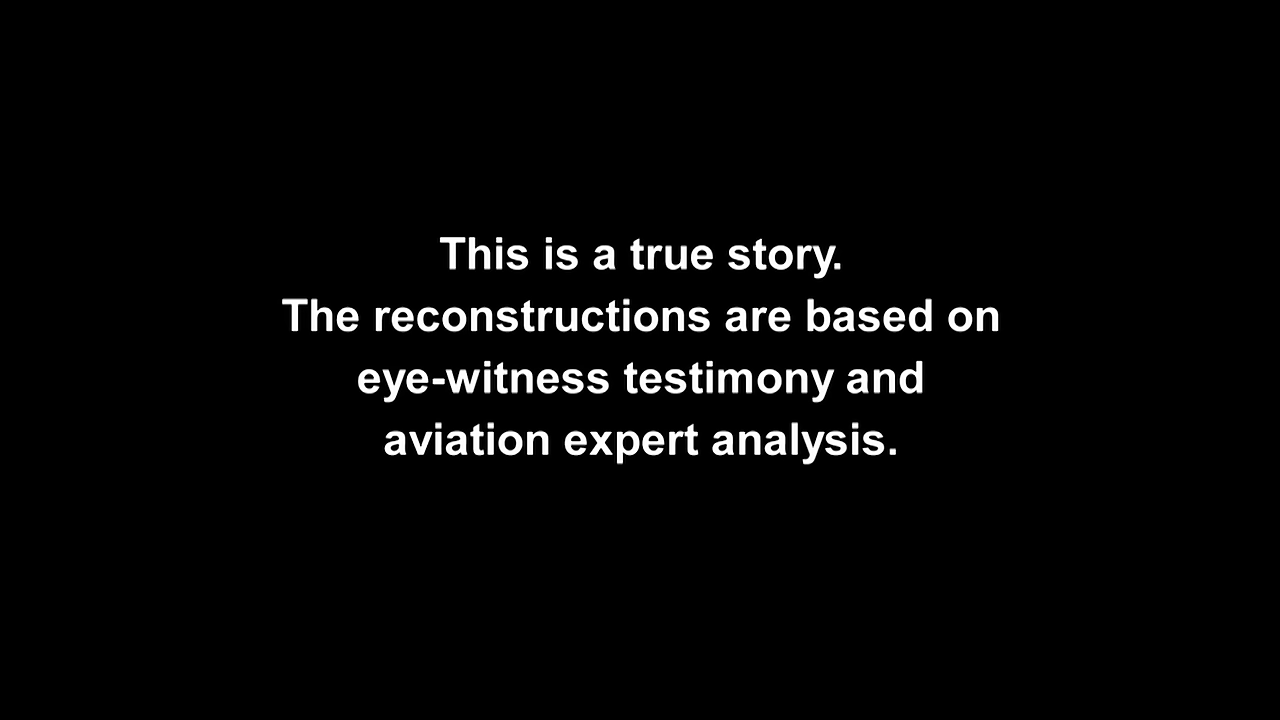 This is a true story.
The reconstructions are based on
eye-witness testimony and
aviation expert analysis.